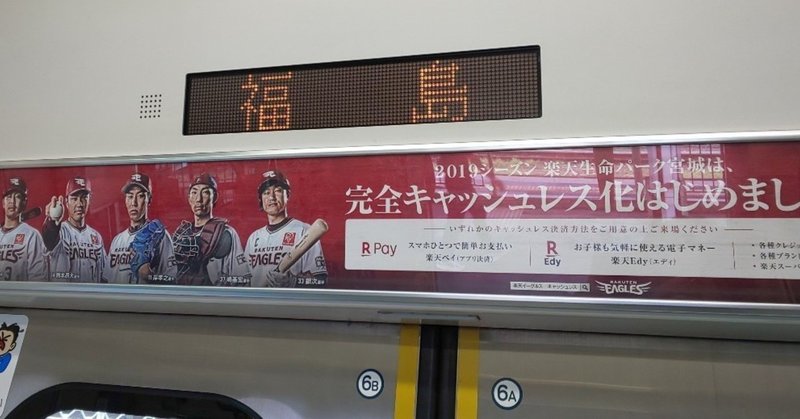 福島
2019シーズン 楽天生命パーク宮城は、
完全キャッシュレス化はじめまし
いずれかのキャッシュレス決済方法をご用意の上ご来場ください
R Pay
スマホひとつで簡単お支払い
楽天ペイ(アプリ決済)
R Edy
お子様も気軽に使える電子マネー
楽天Edy(エディ)
・各種クレジ
・各種ブラン
・楽天スーパ
楽天イーグルス キャッシュレス
RAKUTEN
EAGLES
6B
6A